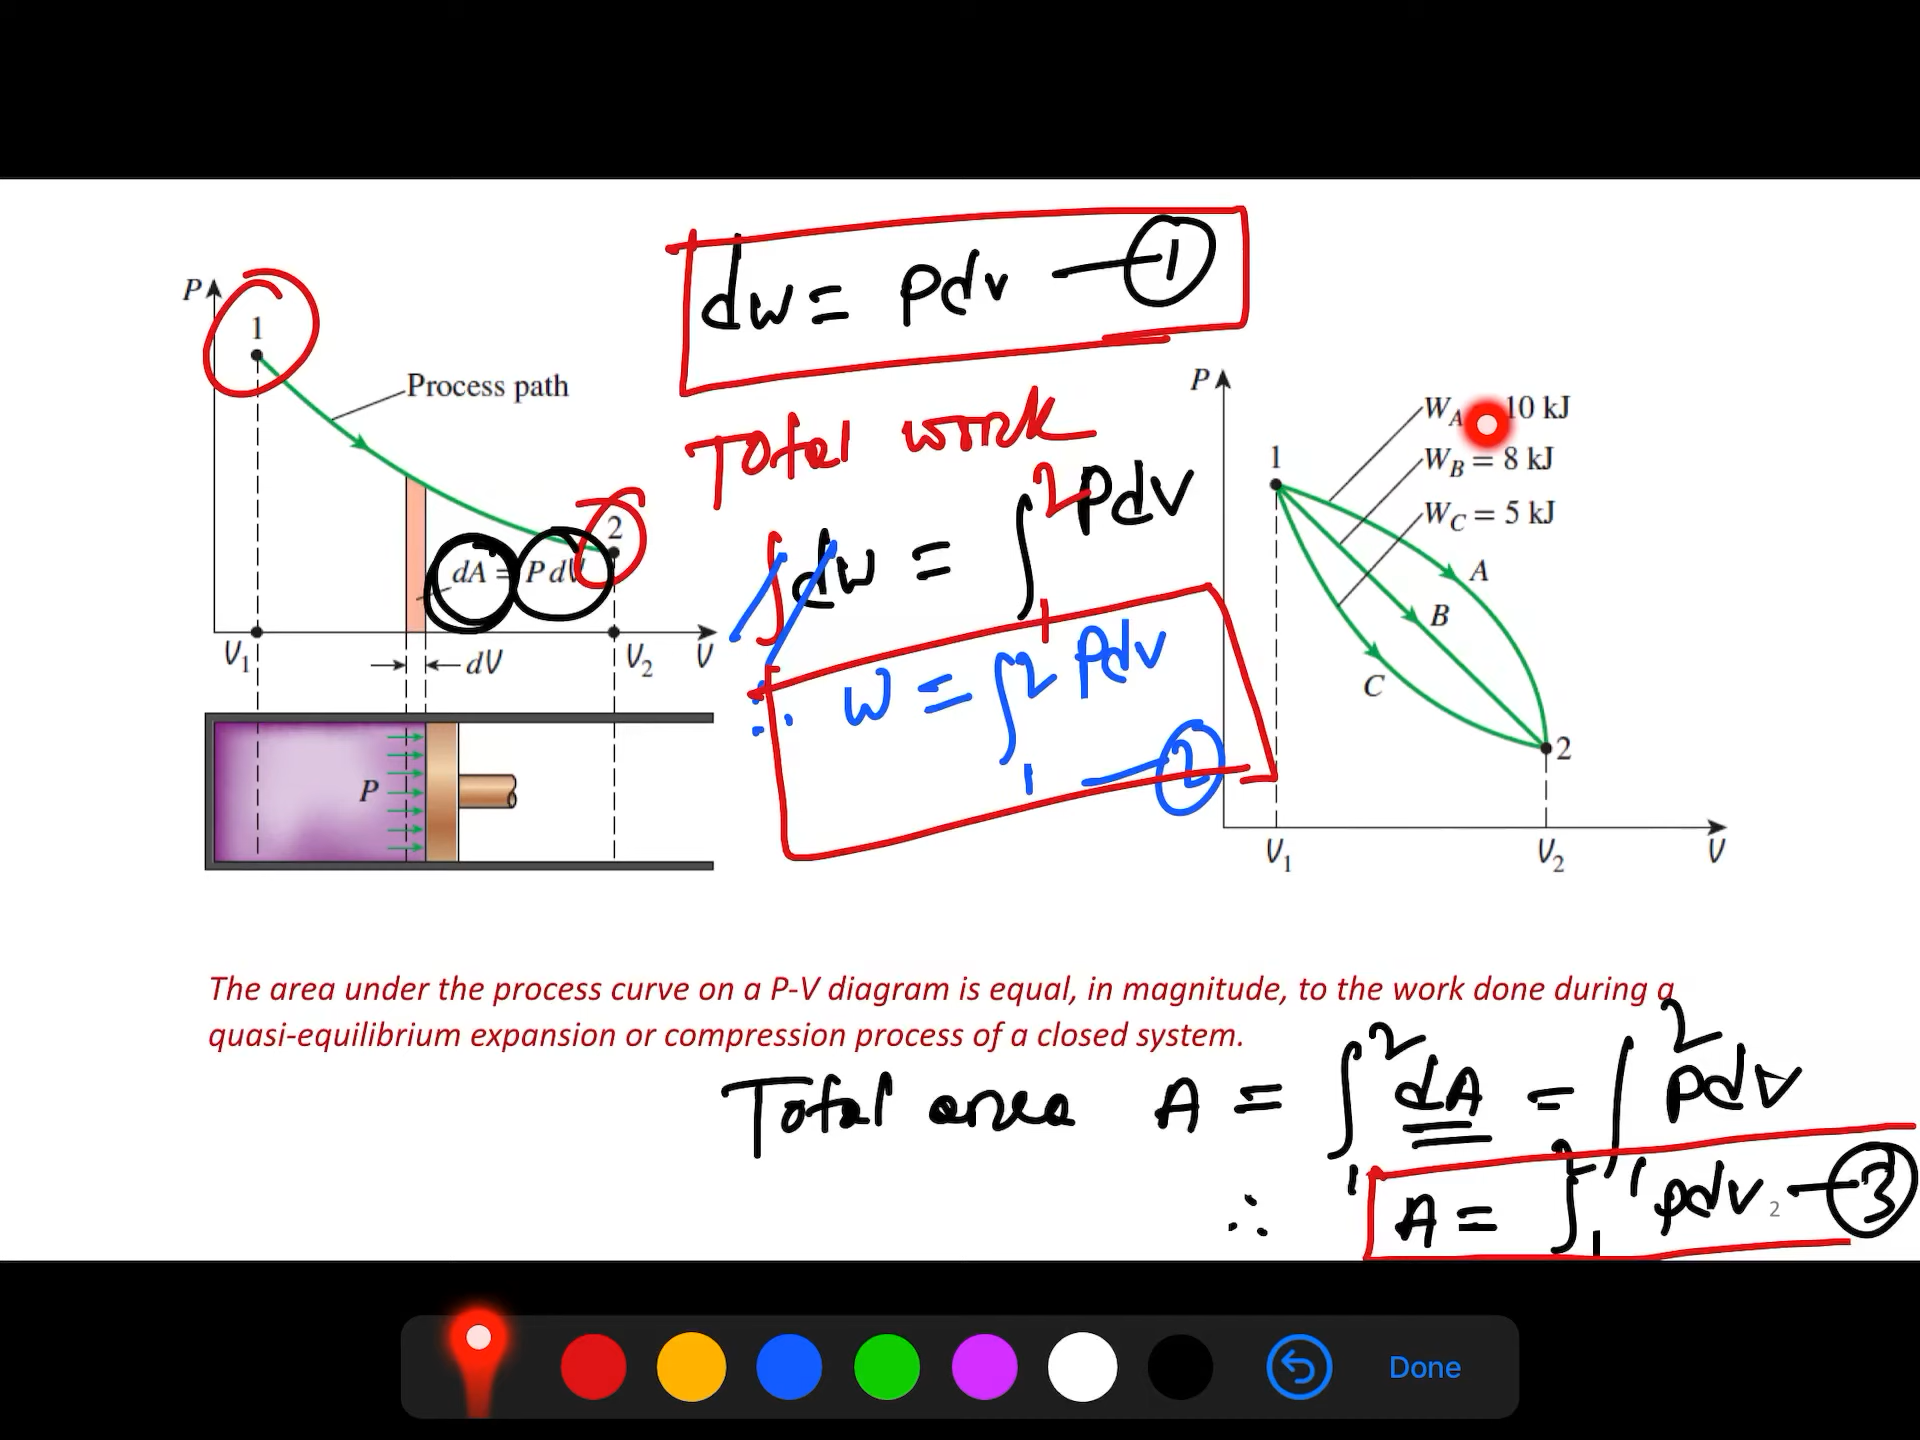 dw = Pdv — 1
P
1
Process path
2
dA = P dV
V1
dV
V2
V
P
Total work
∫dw = ∫₁² PdV
∴ W = ∫₁² Pdv
— 2
P
1
WA 10 kJ
WB = 8 kJ
WC = 5 kJ
A
B
C
2
V1
V2
V
The area under the process curve on a P-V diagram is equal, in magnitude, to the work done during a
quasi-equilibrium expansion or compression process of a closed system.
Total area A = ∫₁² dA = ∫₁² PdV
∴ A = ∫₁² pdv — 3
2
Done